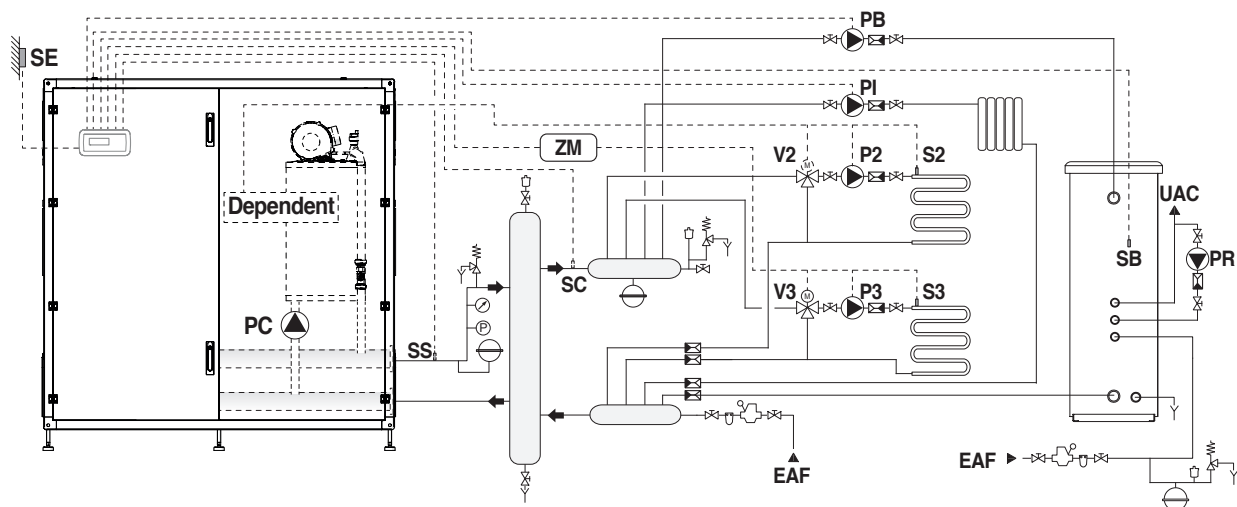 PB
SE
PI
ZM
V2
P2
S2
UAC
Dependent
SB
PR
SC
V3
P3
S3
PC
SS
P
M
M
EAF
EAF